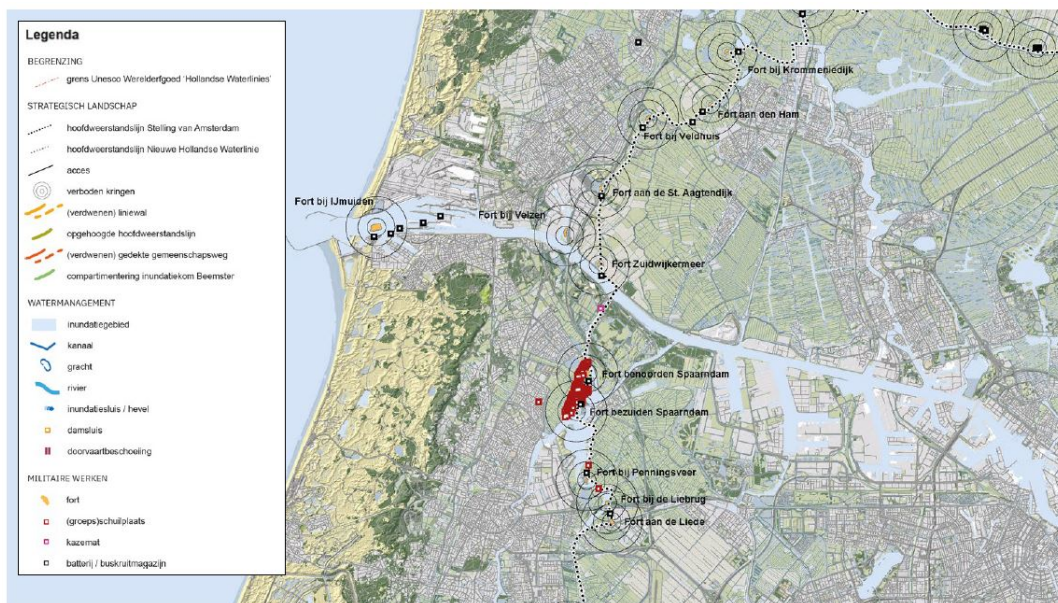 Legenda
BEGRENZING
grens Unesco Werelderfgoed 'Hollandse Waterlinies'
STRATEGISCH LANDSCHAP
hoofdweerstandslijn Stelling van Amsterdam
hoofdweerstandslijn Nieuwe Hollandse Waterlinie
acces
verboden kringen
(verdwenen) liniewal
opgehoogde hoofdweerstandslijn
(verdwenen) gedekte gemeenschapsweg
compartimentering inundatiekom Beemster
WATERMANAGEMENT
inundatiegebied
kanaal
gracht
rivier
inundatiesluis / hevel
damsluis
doorvaartbeschoeiing
MILITAIRE WERKEN
fort
(groeps)schuilplaats
kazemat
batterij / buskruitmagazijn
Fort bij Krommeniedijk
Fort aan den Ham
Fort bij Veldhuis
Fort aan de St. Aagtendijk
Fort bij IJmuiden
Fort bij Velzen
Fort Zuidwijkermeer
Fort benoorden Spaarndam
Fort bezuiden Spaarndam
Fort bij Penningsveer
Fort bij de Liebrug
Fort aan de Liede